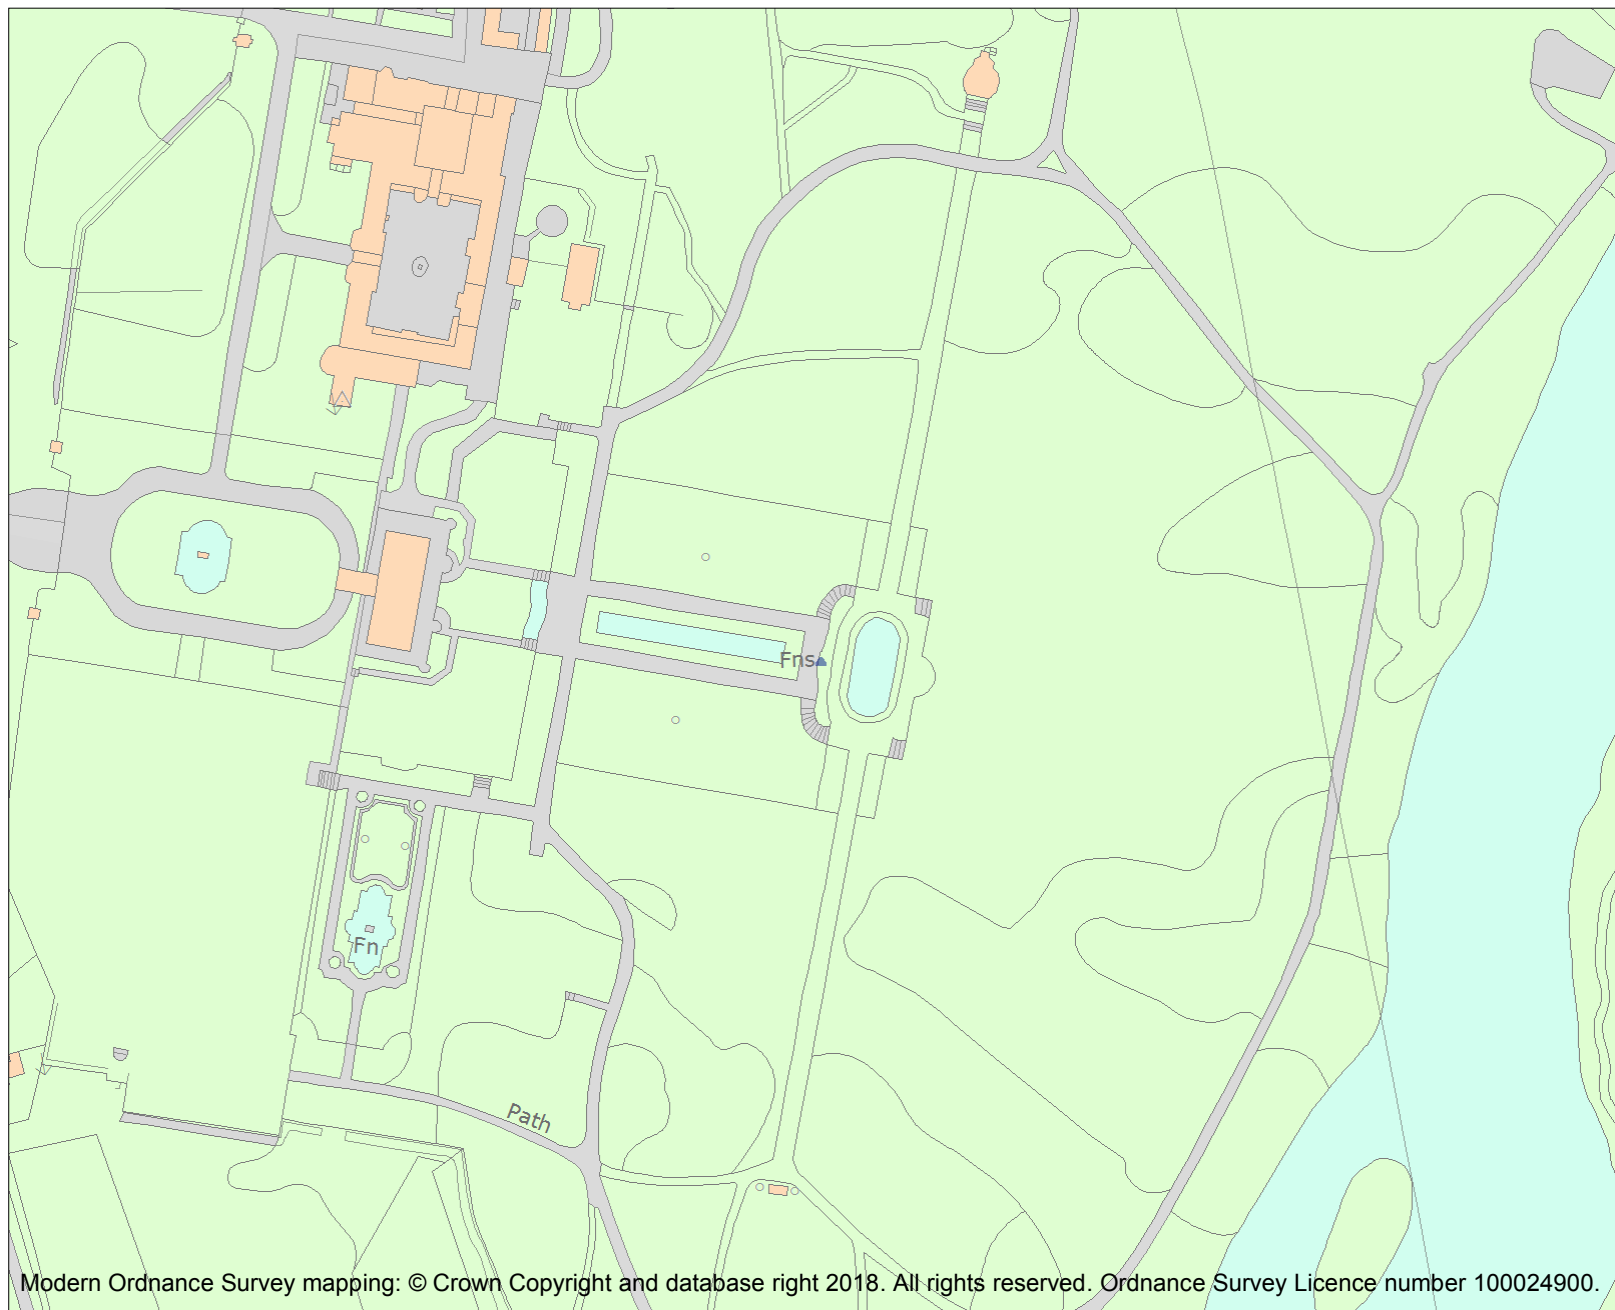 Fns
Fn
Path
Modern Ordnance Survey mapping: © Crown Copyright and database right 2018. All rights reserved. Ordnance Survey Licence number 100024900.